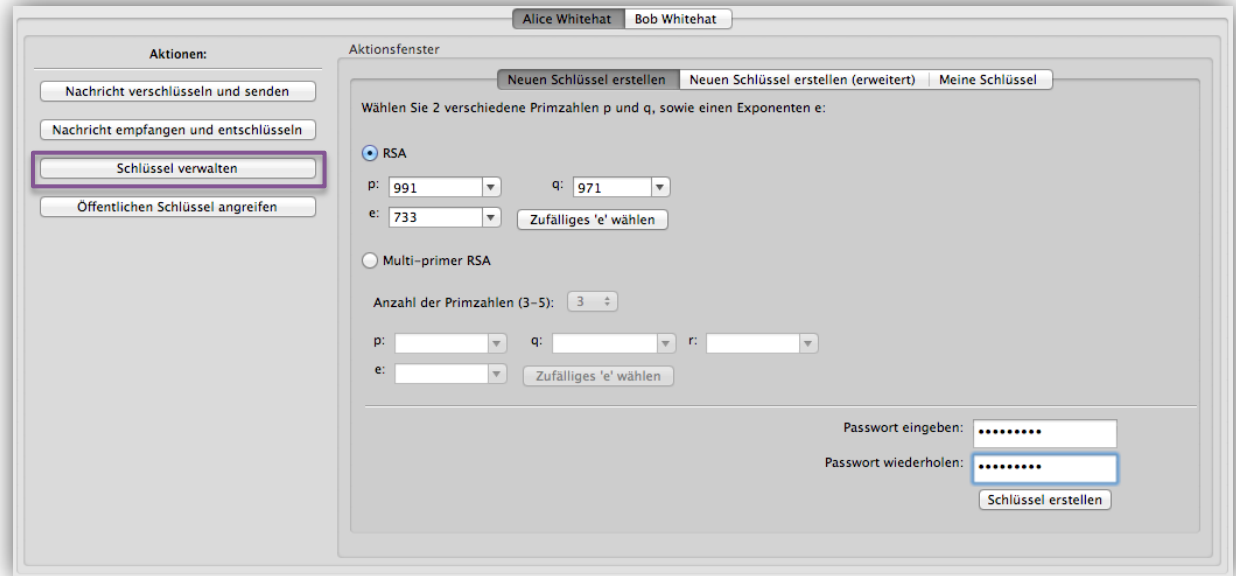 Alice Whitehat Bob Whitehat
Aktionen:
Nachricht verschlüsseln und senden
Nachricht empfangen und entschlüsseln
Schlüssel verwalten
Öffentlichen Schlüssel angreifen
Aktionsfenster
Neuen Schlüssel erstellen Neuen Schlüssel erstellen (erweitert) Meine Schlüssel
Wählen Sie 2 verschiedene Primzahlen p und q, sowie einen Exponenten e:
RSA
p: 991 q: 971
e: 733 Zufälliges 'e' wählen
Multi-primer RSA
Anzahl der Primzahlen (3-5): 3
p: q: r:
e: Zufälliges 'e' wählen
Passwort eingeben: •••••••••
Passwort wiederholen: •••••••••
Schlüssel erstellen